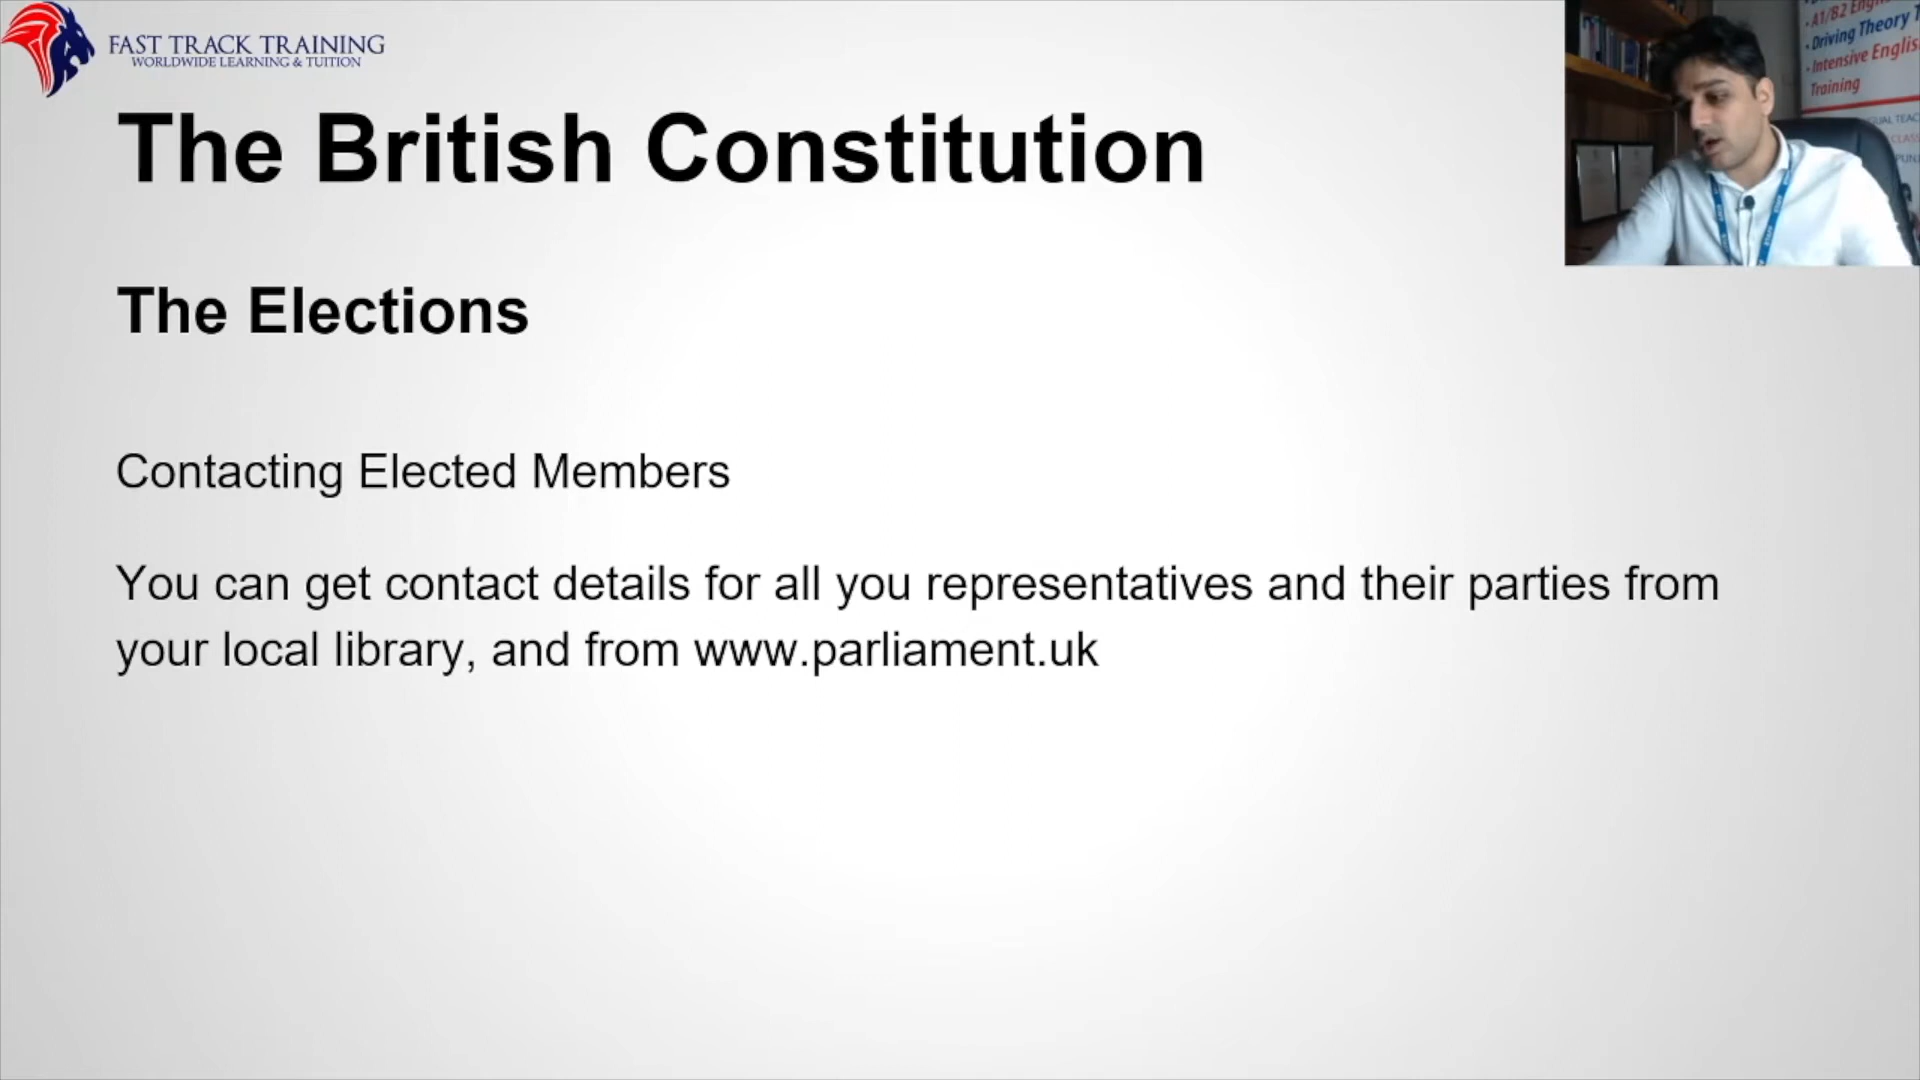 FAST TRACK TRAINING
WORLDWIDE LEARNING & TUITION
The British Constitution
The Elections
Contacting Elected Members
You can get contact details for all you representatives and their parties from
your local library, and from www.parliament.uk
• A1/B2
• Driving Theory
• Intensive
Training